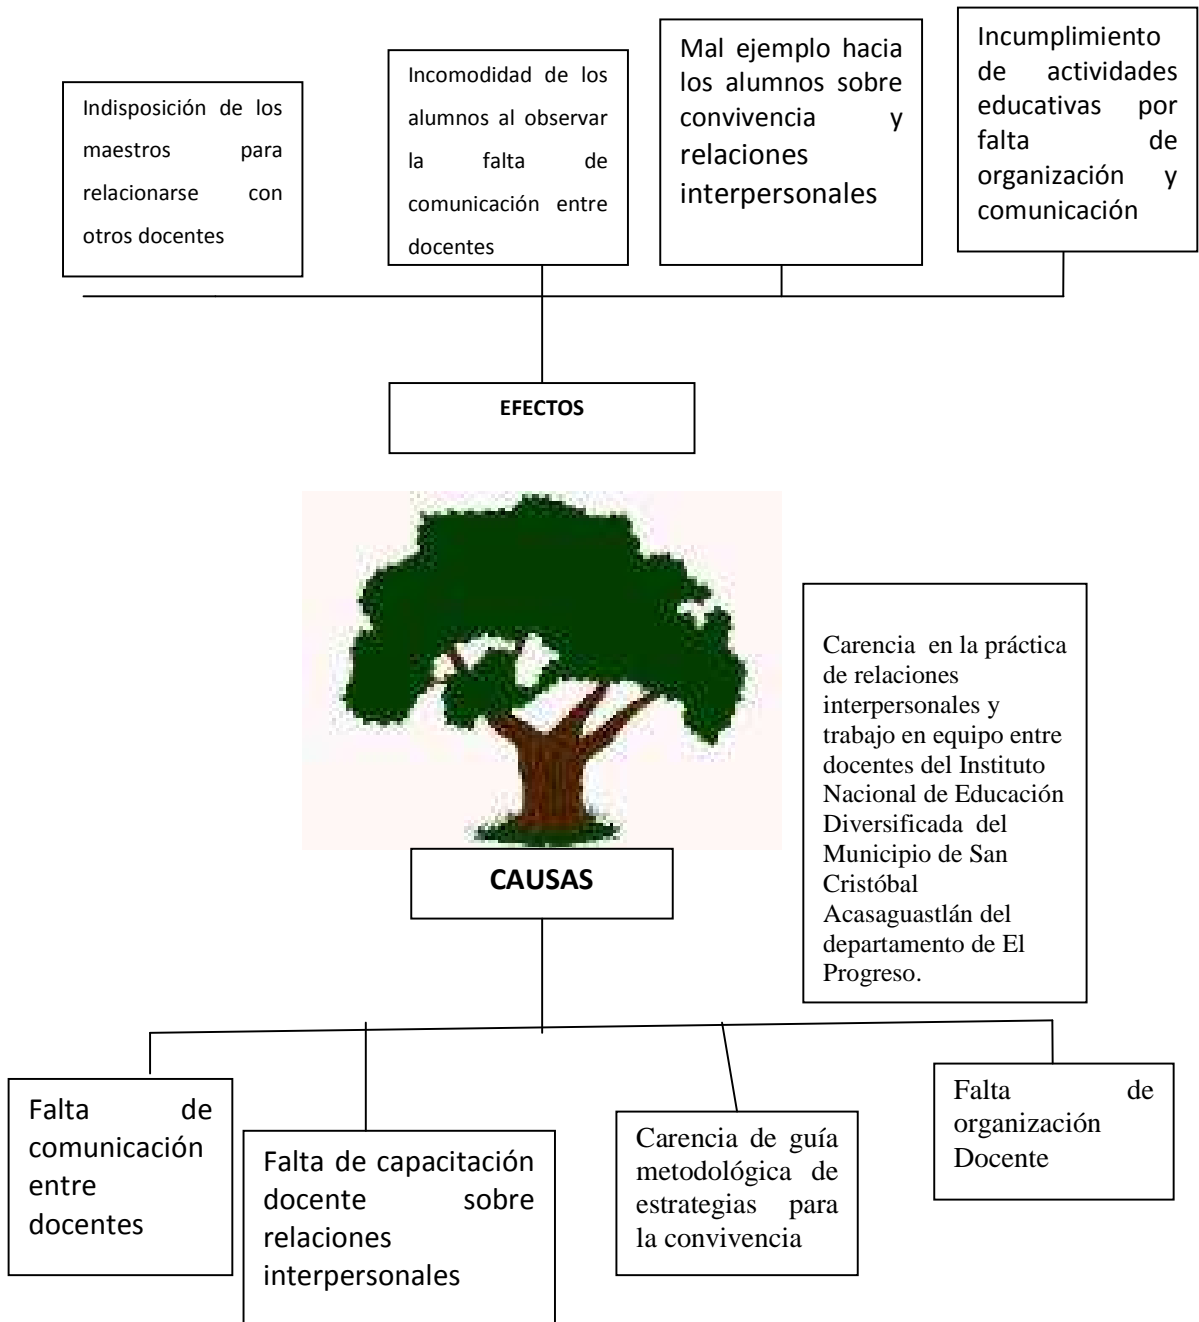 Indisposición de los
maestros para
relacionarse con
otros docentes
Incomodidad de los
alumnos al observar
la falta de
comunicación entre
docentes
Mal ejemplo hacia
los alumnos sobre
convivencia y
relaciones
interpersonales
Incumplimiento
de actividades
educativas por
falta de
organización y
comunicación
EFECTOS
Carencia en la práctica
de relaciones
interpersonales y
trabajo en equipo entre
docentes del Instituto
Nacional de Educación
Diversificada del
Municipio de San
Cristóbal
Acasaguastlán del
departamento de El
Progreso.
CAUSAS
Falta de
comunicación
entre
docentes
Falta de capacitación
docente sobre
relaciones
interpersonales
Carencia de guía
metodológica de
estrategias para
la convivencia
Falta de
organización
Docente